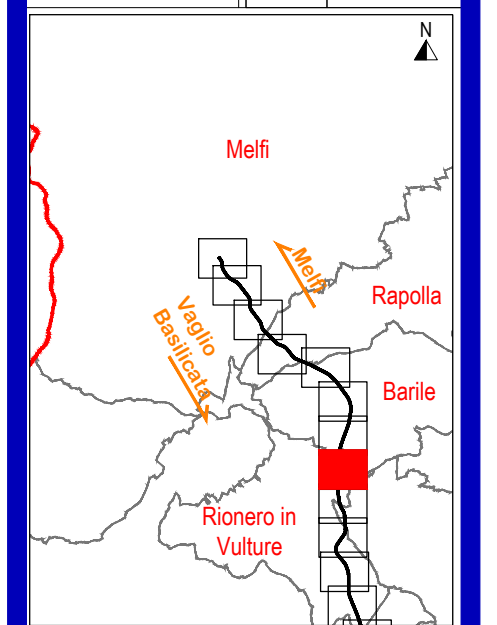 N
Melfi
Melfi
Rapolla
Vaglio
Basilicata
Barile
Rionero in
Vulture